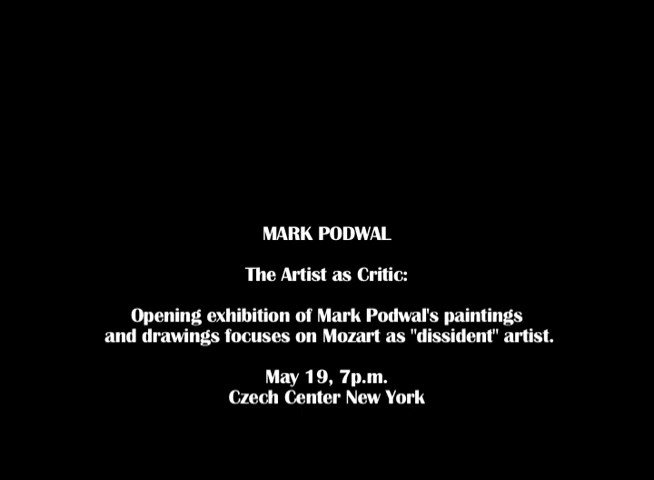 MARK PODWAL
The Artist as Critic:
Opening exhibition of Mark Podwal's paintings
and drawings focuses on Mozart as "dissident" artist.
May 19, 7p.m.
Czech Center New York